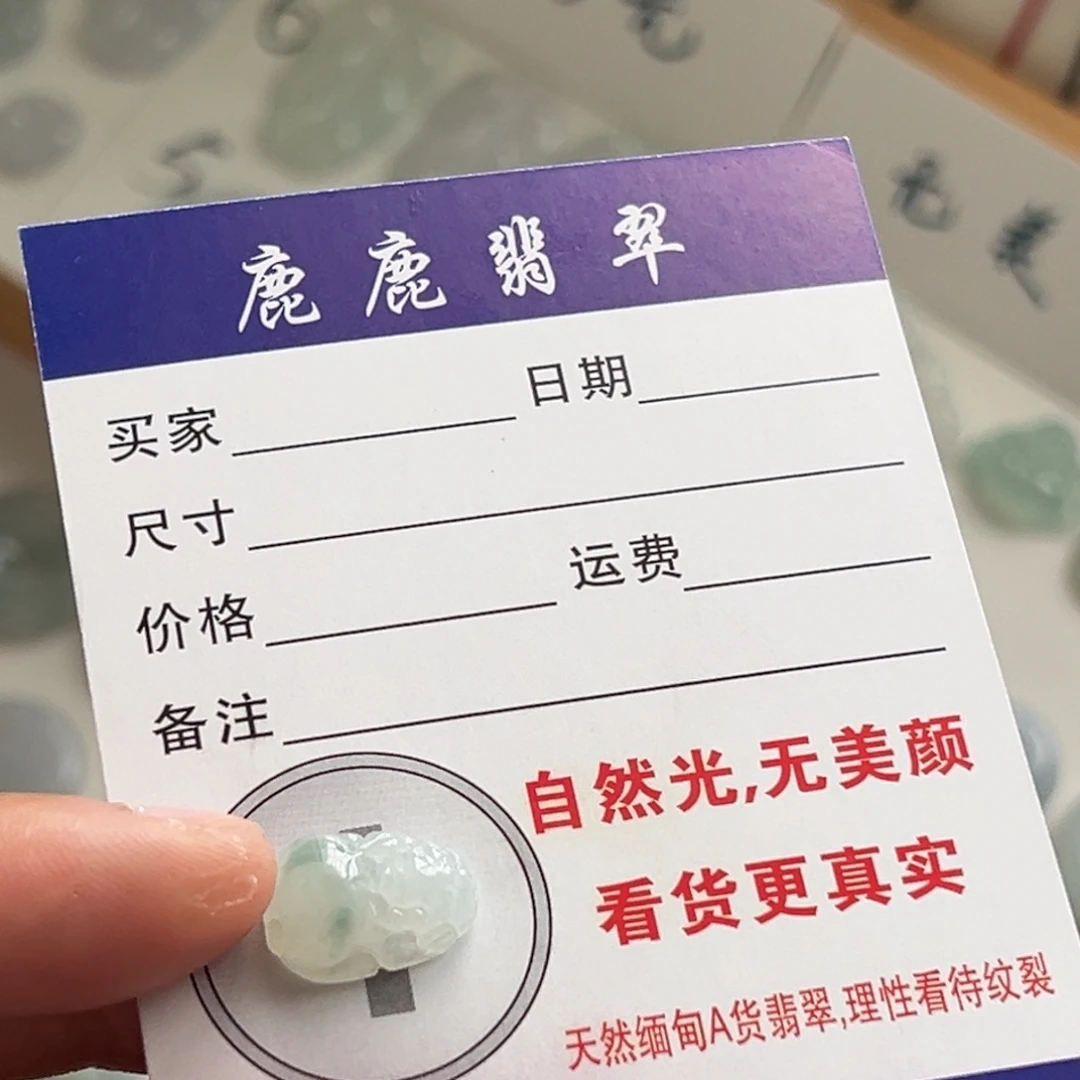 鹿鹿翡翠
买家 日期
尺寸
价格 运费
备注
自然光,无美颜
看货更真实
天然缅甸A货翡翠,理性看待纹裂
无美